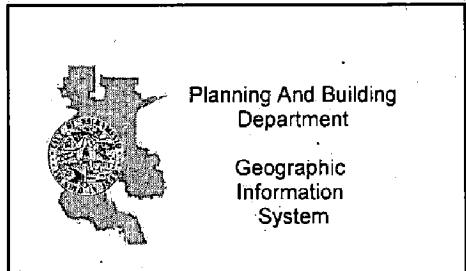 Planning And Building
Department
Geographic
Information
System